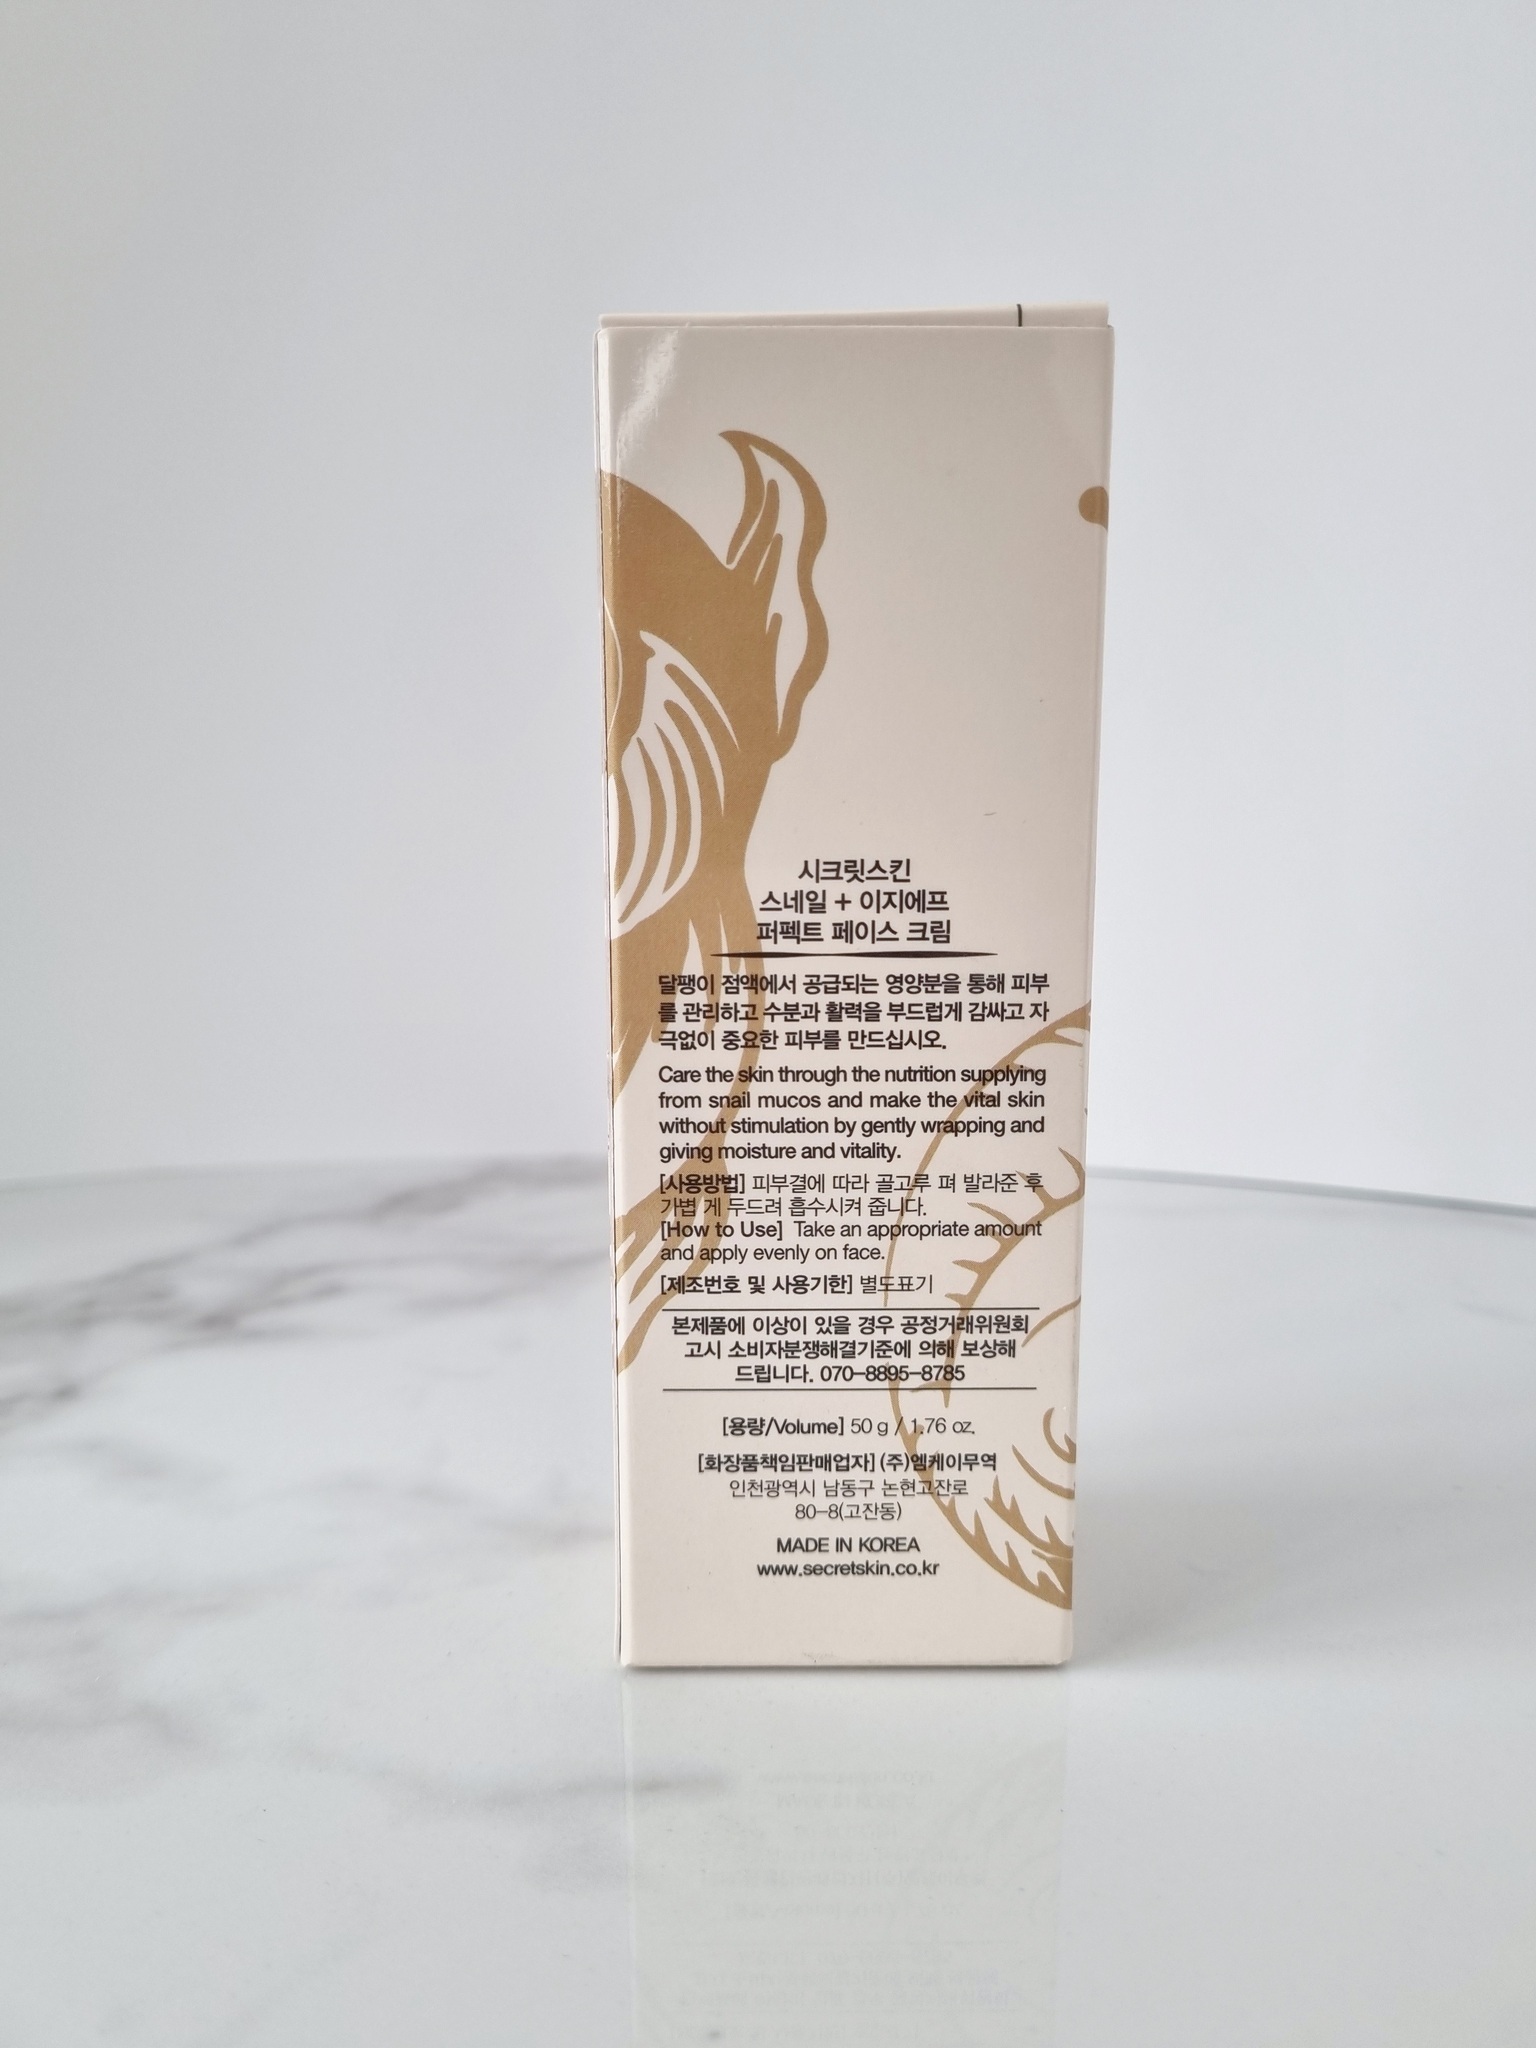 시크릿스킨
스네일 + 이지에프
퍼펙트 페이스 크림
달팽이 점액에서 공급되는 영양분을 통해 피부
를 관리하고 수분과 활력을 부드럽게 감싸고 자
극없이 중요한 피부를 만드십시오.
Care the skin through the nutrition supplying
from snail mucos and make the vital skin
without stimulation by gently wrapping and
giving moisture and vitality.
[사용방법] 피부결에 따라 골고루 펴 발라준 후
가볍 게 두드려 흡수시켜 줍니다.
[How to Use] Take an appropriate amount
and apply evenly on face.
[제조번호 및 사용기한] 별도표기
본제품에 이상이 있을 경우 공정거래위원회
고시 소비자분쟁해결기준에 의해 보상해
드립니다. 070-8895-8785
[용량/Volume] 50 g / 1.76 oz.
[화장품책임판매업자] (주)엠케이무역
인천광역시 남동구 논현고잔로
80-8(고잔동)
MADE IN KOREA
www.secretskin.co.kr